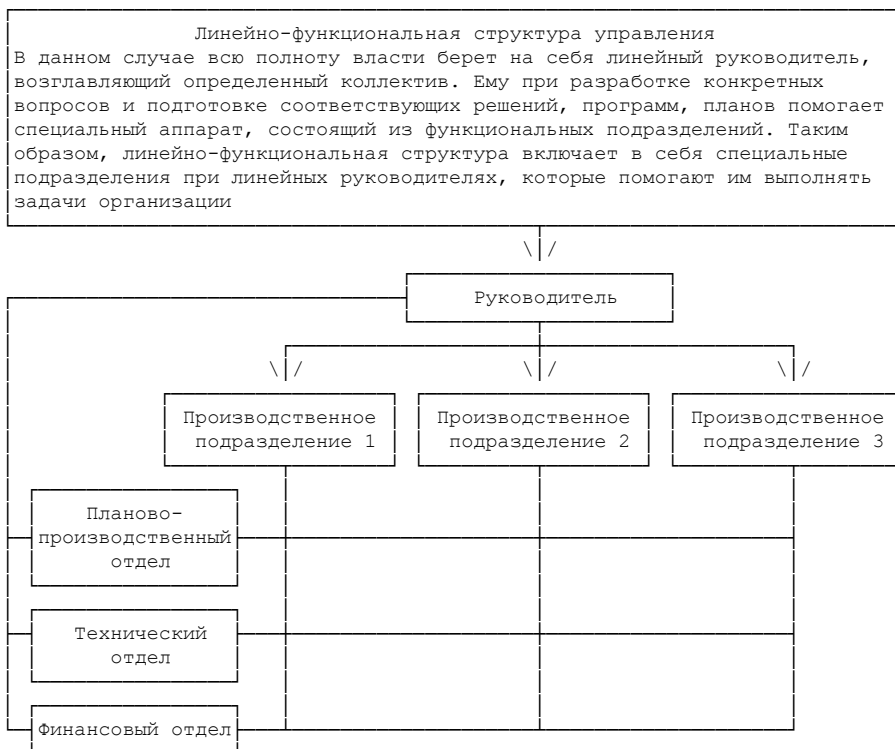 Линейно-функциональная структура управления
В данном случае всю полноту власти берет на себя линейный руководитель,
возглавляющий определенный коллектив. Ему при разработке конкретных
вопросов и подготовке соответствующих решений, программ, планов помогает
специальный аппарат, состоящий из функциональных подразделений. Таким
образом, линейно-функциональная структура включает в себя специальные
подразделения при линейных руководителях, которые помогают им выполнять
задачи организации
Руководитель
Производственное
подразделение 1
Производственное
подразделение 2
Производственное
подразделение 3
Планово-
производственный
отдел
Технический
отдел
Финансовый отдел